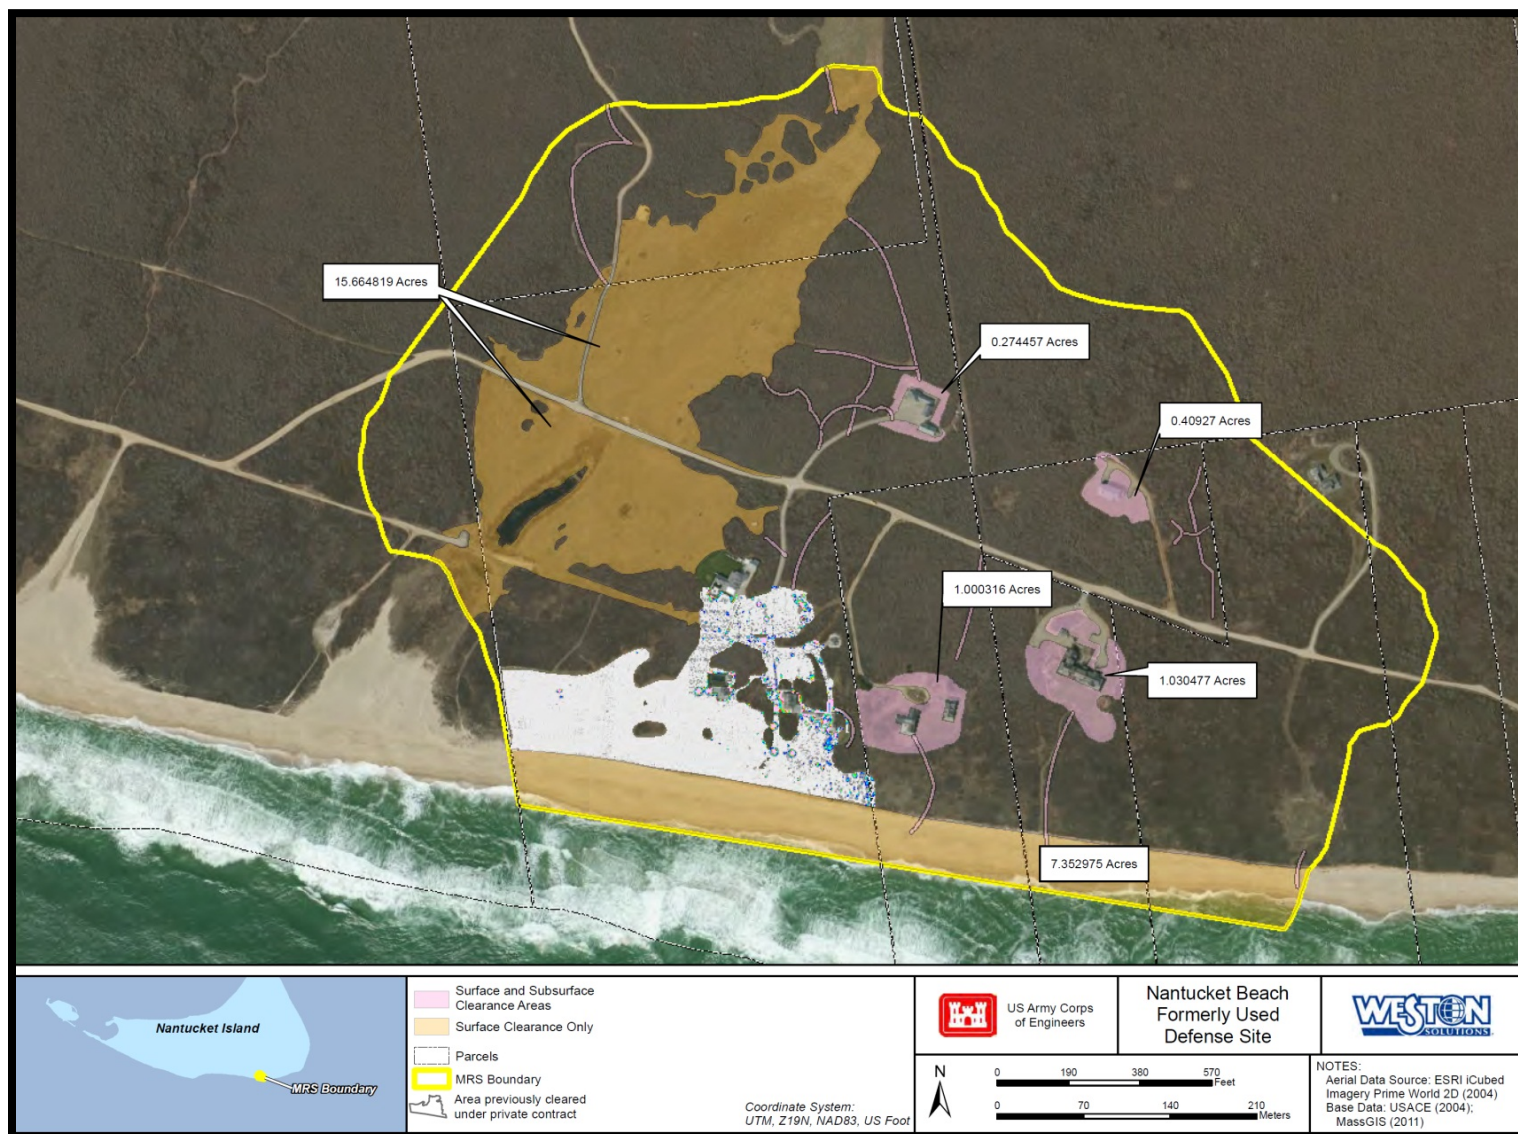 15.664819 Acres
0.274457 Acres
0.40927 Acres
1.000316 Acres
1.030477 Acres
7.352975 Acres
Nantucket Island
MRS Boundary
Surface and Subsurface
Clearance Areas
Surface Clearance Only
Parcels
MRS Boundary
Area previously cleared
under private contract
Coordinate System:
UTM, Z19N, NAD83, US Foot
US Army Corps
of Engineers
Nantucket Beach
Formerly Used
Defense Site
WESTON
SOLUTIONS
N
0 190 380 570
Feet
0 70 140 210
Meters
NOTES:
Aerial Data Source: ESRI iCubed
Imagery Prime World 2D (2004)
Base Data: USACE (2004);
MassGIS (2011)